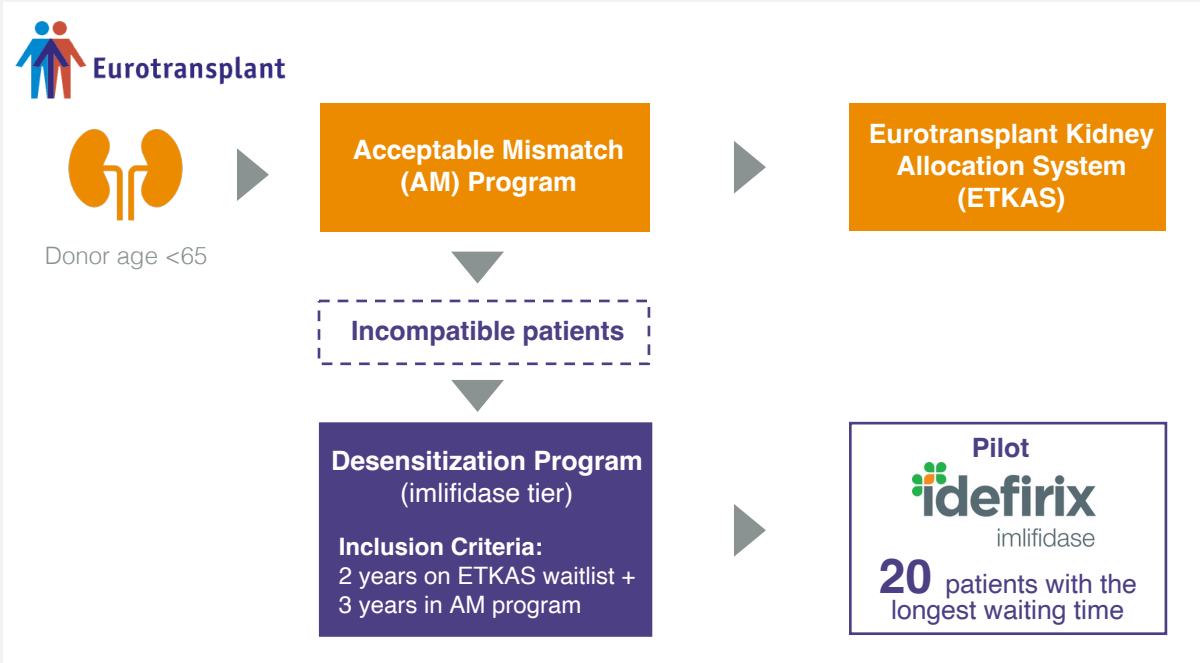 Eurotransplant
Donor age <65
Acceptable Mismatch
(AM) Program
Eurotransplant Kidney
Allocation System
(ETKAS)
Incompatible patients
Desensitization Program
(imlifidase tier)
Inclusion Criteria:
2 years on ETKAS waitlist +
3 years in AM program
Pilot
idefirix
imlifidase
20 patients with the
longest waiting time